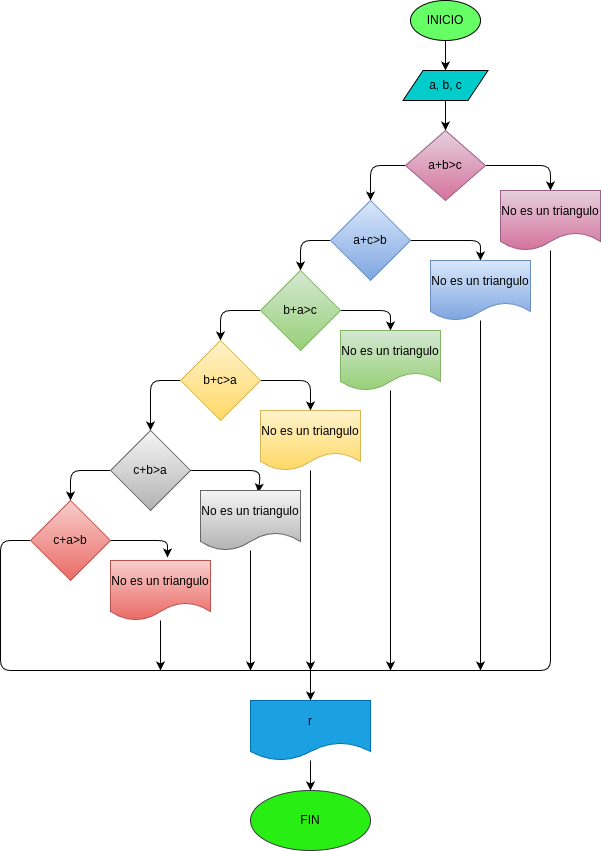 INICIO
a, b, c
a+b>c
No es un triangulo
a+c>b
No es un triangulo
b+a>c
No es un triangulo
b+c>a
No es un triangulo
c+b>a
No es un triangulo
c+a>b
No es un triangulo
r
FIN